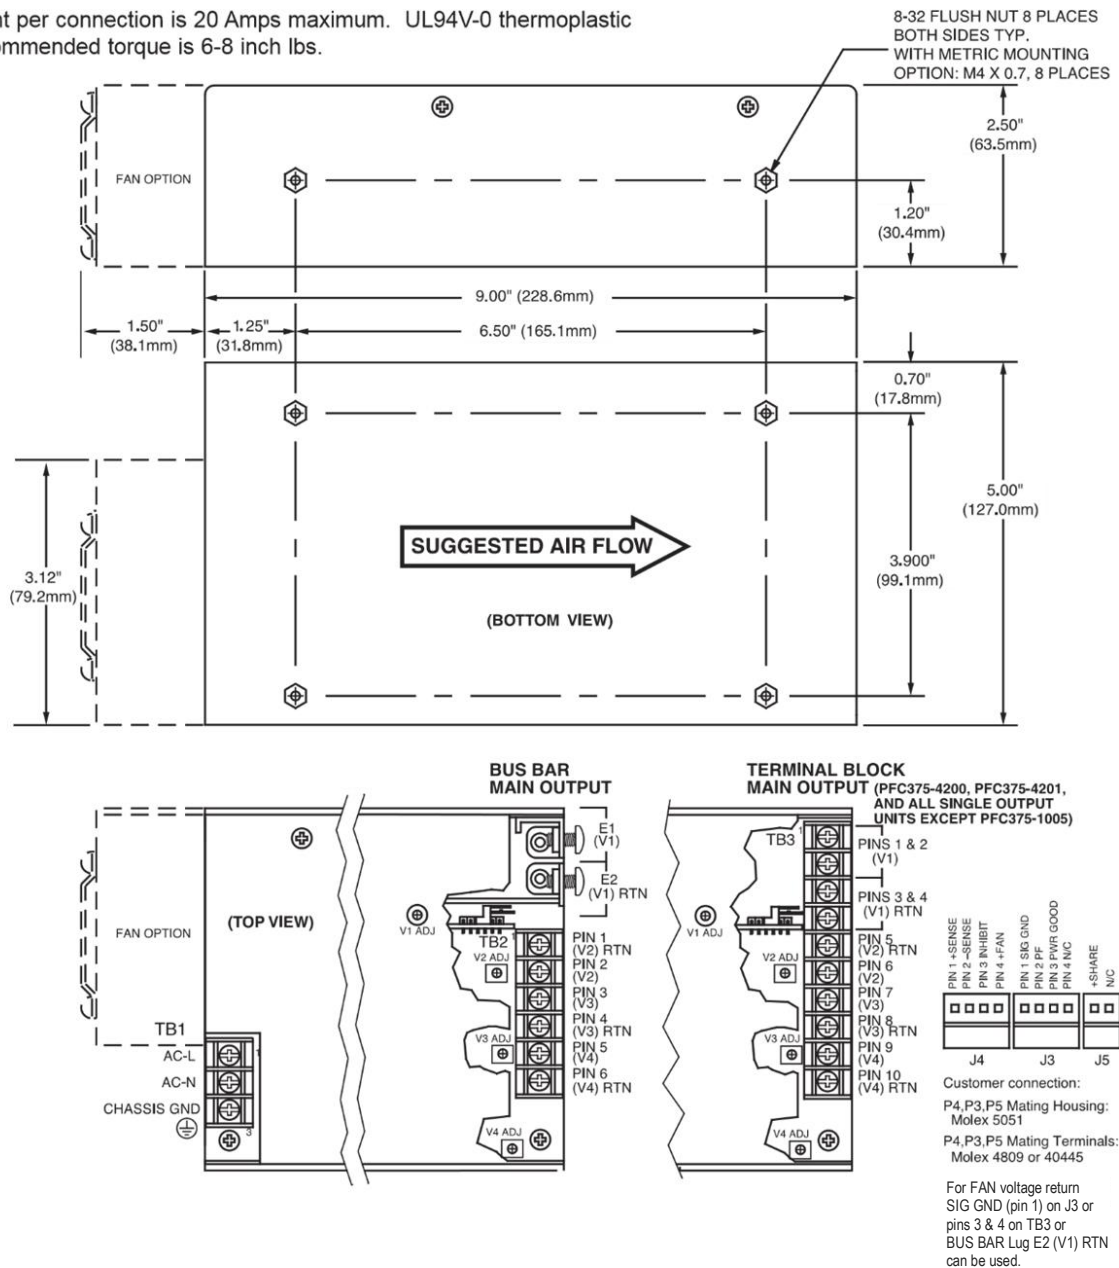 nt per connection is 20 Amps maximum.  UL94V-0 thermoplastic
ommended torque is 6-8 inch lbs.
8-32 FLUSH NUT 8 PLACES
BOTH SIDES TYP.
WITH METRIC MOUNTING
OPTION: M4 X 0.7, 8 PLACES
FAN OPTION
2.50"
(63.5mm)
1.20"
(30.4mm)
9.00" (228.6mm)
1.50"
(38.1mm)
1.25"
(31.8mm)
6.50" (165.1mm)
0.70"
(17.8mm)
5.00"
(127.0mm)
SUGGESTED AIR FLOW
3.900"
(99.1mm)
3.12"
(79.2mm)
(BOTTOM VIEW)
BUS BAR
MAIN OUTPUT
TERMINAL BLOCK
MAIN OUTPUT
(PFC375-4200, PFC375-4201,
AND ALL SINGLE OUTPUT
UNITS EXCEPT PFC375-1005)
(TOP VIEW)
FAN OPTION
TB1
AC-L
AC-N
CHASSIS GND
1
3
E1
(V1)
E2
(V1) RTN
V1 ADJ
TB2
1
V2 ADJ
V3 ADJ
V4 ADJ
PIN 1
(V2) RTN
PIN 2
(V2)
PIN 3
(V3)
PIN 4
(V3) RTN
PIN 5
(V4)
PIN 6
(V4) RTN
TB3
1
V1 ADJ
V2 ADJ
V3 ADJ
V4 ADJ
PINS 1 & 2
(V1)
PINS 3 & 4
(V1) RTN
PIN 5
(V2) RTN
PIN 6
(V2)
PIN 7
(V3)
PIN 8
(V3) RTN
PIN 9
(V4)
PIN 10
(V4) RTN
PIN 1 +SENSE
PIN 2 –SENSE
PIN 3 INHIBIT
PIN 4 +FAN
PIN 1 SIG GND
PIN 2 PF
PIN 3 PWR GOOD
PIN 4 N/C
+SHARE
N/C
J4
J3
J5
Customer connection:
P4,P3,P5 Mating Housing:
Molex 5051
P4,P3,P5 Mating Terminals:
Molex 4809 or 40445
For FAN voltage return
SIG GND (pin 1) on J3 or
pins 3 & 4 on TB3 or
BUS BAR Lug E2 (V1) RTN
can be used.